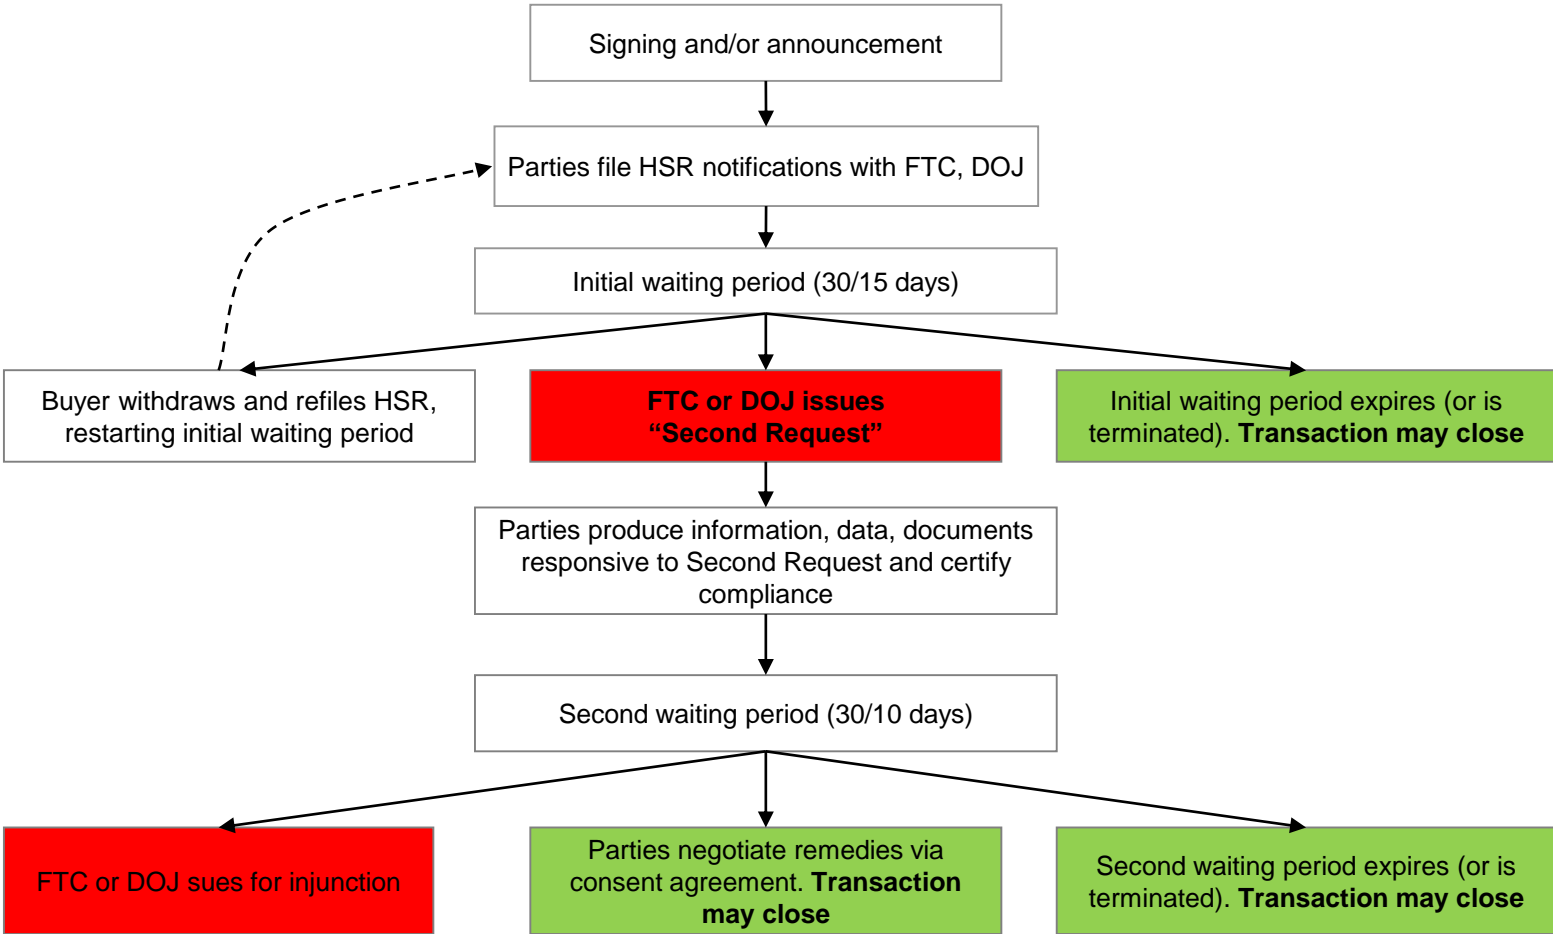 Signing and/or announcement
Parties file HSR notifications with FTC, DOJ
Initial waiting period (30/15 days)
Buyer withdraws and refiles HSR,
restarting initial waiting period
FTC or DOJ issues
“Second Request”
Initial waiting period expires (or is
terminated). Transaction may close
Parties produce information, data, documents
responsive to Second Request and certify
compliance
Second waiting period (30/10 days)
FTC or DOJ sues for injunction
Parties negotiate remedies via
consent agreement. Transaction
may close
Second waiting period expires (or is
terminated). Transaction may close